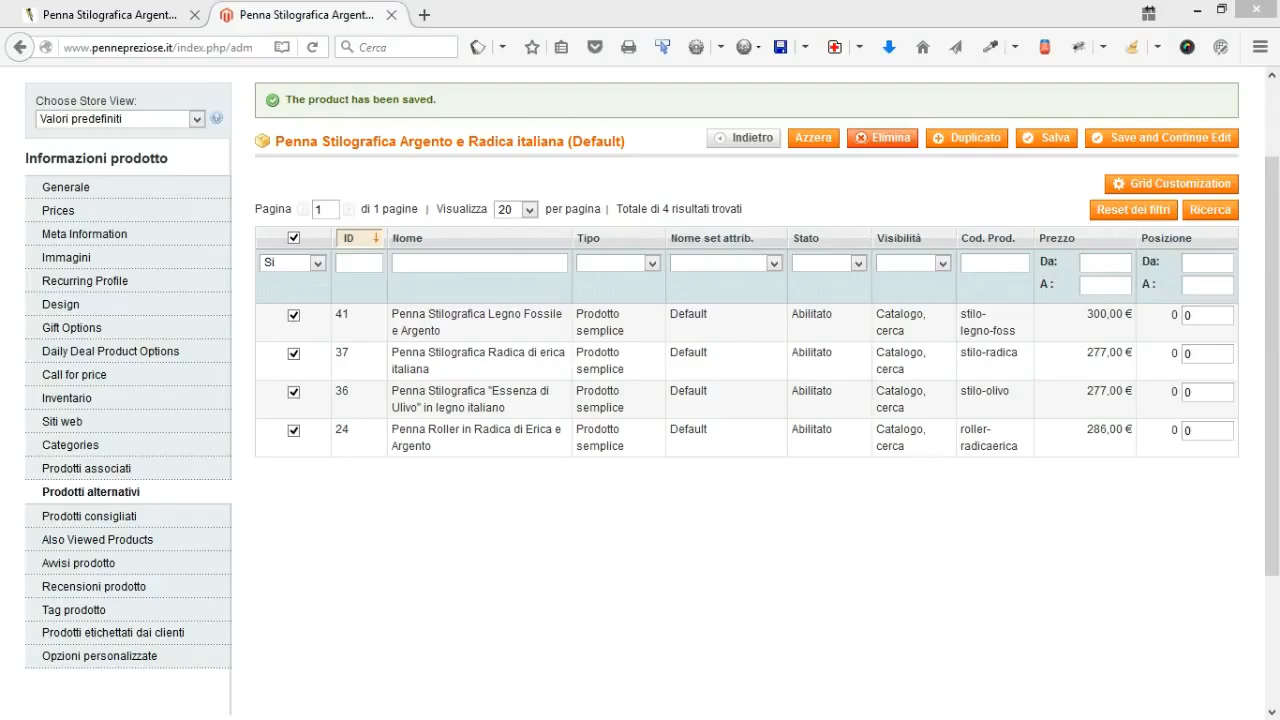 Penna Stilografica Argent...
Penna Stilografica Argent...
www.pennepreziose.it/index.php/adm
Cerca
Choose Store View:
Valori predefiniti
Informazioni prodotto
Generale
Prices
Meta Information
Immagini
Recurring Profile
Design
Gift Options
Daily Deal Product Options
Call for price
Inventario
Siti web
Categories
Prodotti associati
Prodotti alternativi
Prodotti consigliati
Also Viewed Products
Avvisi prodotto
Recensioni prodotto
Tag prodotto
Prodotti etichettati dai clienti
Opzioni personalizzate
The product has been saved.
Penna Stilografica Argento e Radica italiana (Default)
Indietro Azzera Elimina Duplicato Salva Save and Continue Edit
Grid Customization
Pagina 1 di 1 pagine | Visualizza 20 per pagina | Totale di 4 risultati trovati
Reset dei filtri Ricerca
ID Nome Tipo Nome set attrib. Stato Visibilità Cod. Prod. Prezzo Posizione
Si Da: Da:
A : A :
41 Penna Stilografica Legno Fossile Prodotto Default Abilitato Catalogo, stilo- 300,00 € 0 0
e Argento semplice cerca legno-foss
37 Penna Stilografica Radica di erica Prodotto Default Abilitato Catalogo, stilo-radica 277,00 € 0 0
italiana semplice cerca
36 Penna Stilografica "Essenza di Prodotto Default Abilitato Catalogo, stilo-olivo 277,00 € 0 0
Ulivo" in legno italiano semplice cerca
24 Penna Roller in Radica di Erica e Prodotto Default Abilitato Catalogo, roller- 286,00 € 0 0
Argento semplice cerca radicaerica